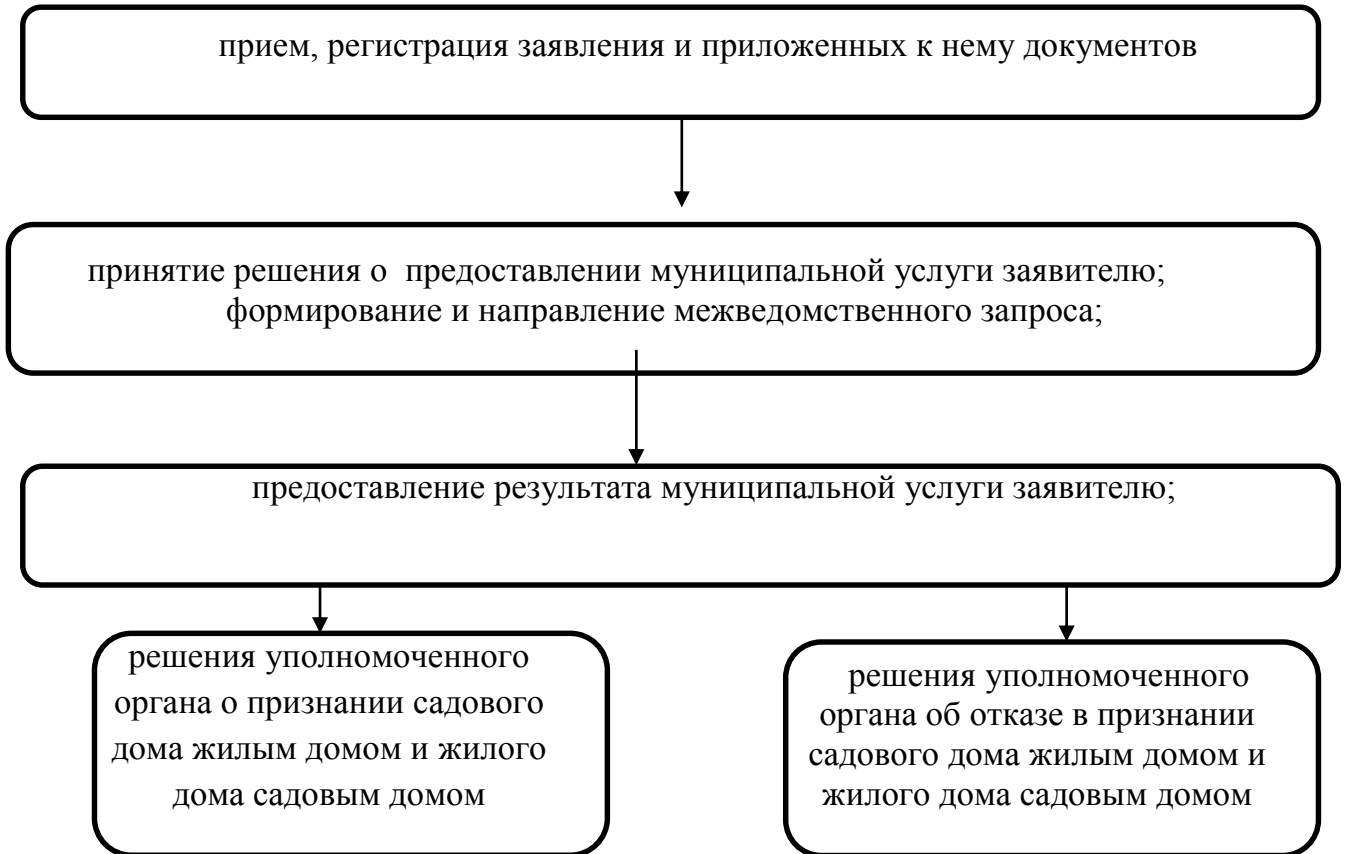 прием, регистрация заявления и приложенных к нему документов
принятие решения о предоставлении муниципальной услуги заявителю;
формирование и направление межведомственного запроса;
предоставление результата муниципальной услуги заявителю;
решения уполномоченного
органа о признании садового
дома жилым домом и жилого
дома садовым домом
решения уполномоченного
органа об отказе в признании
садового дома жилым домом и
жилого дома садовым домом